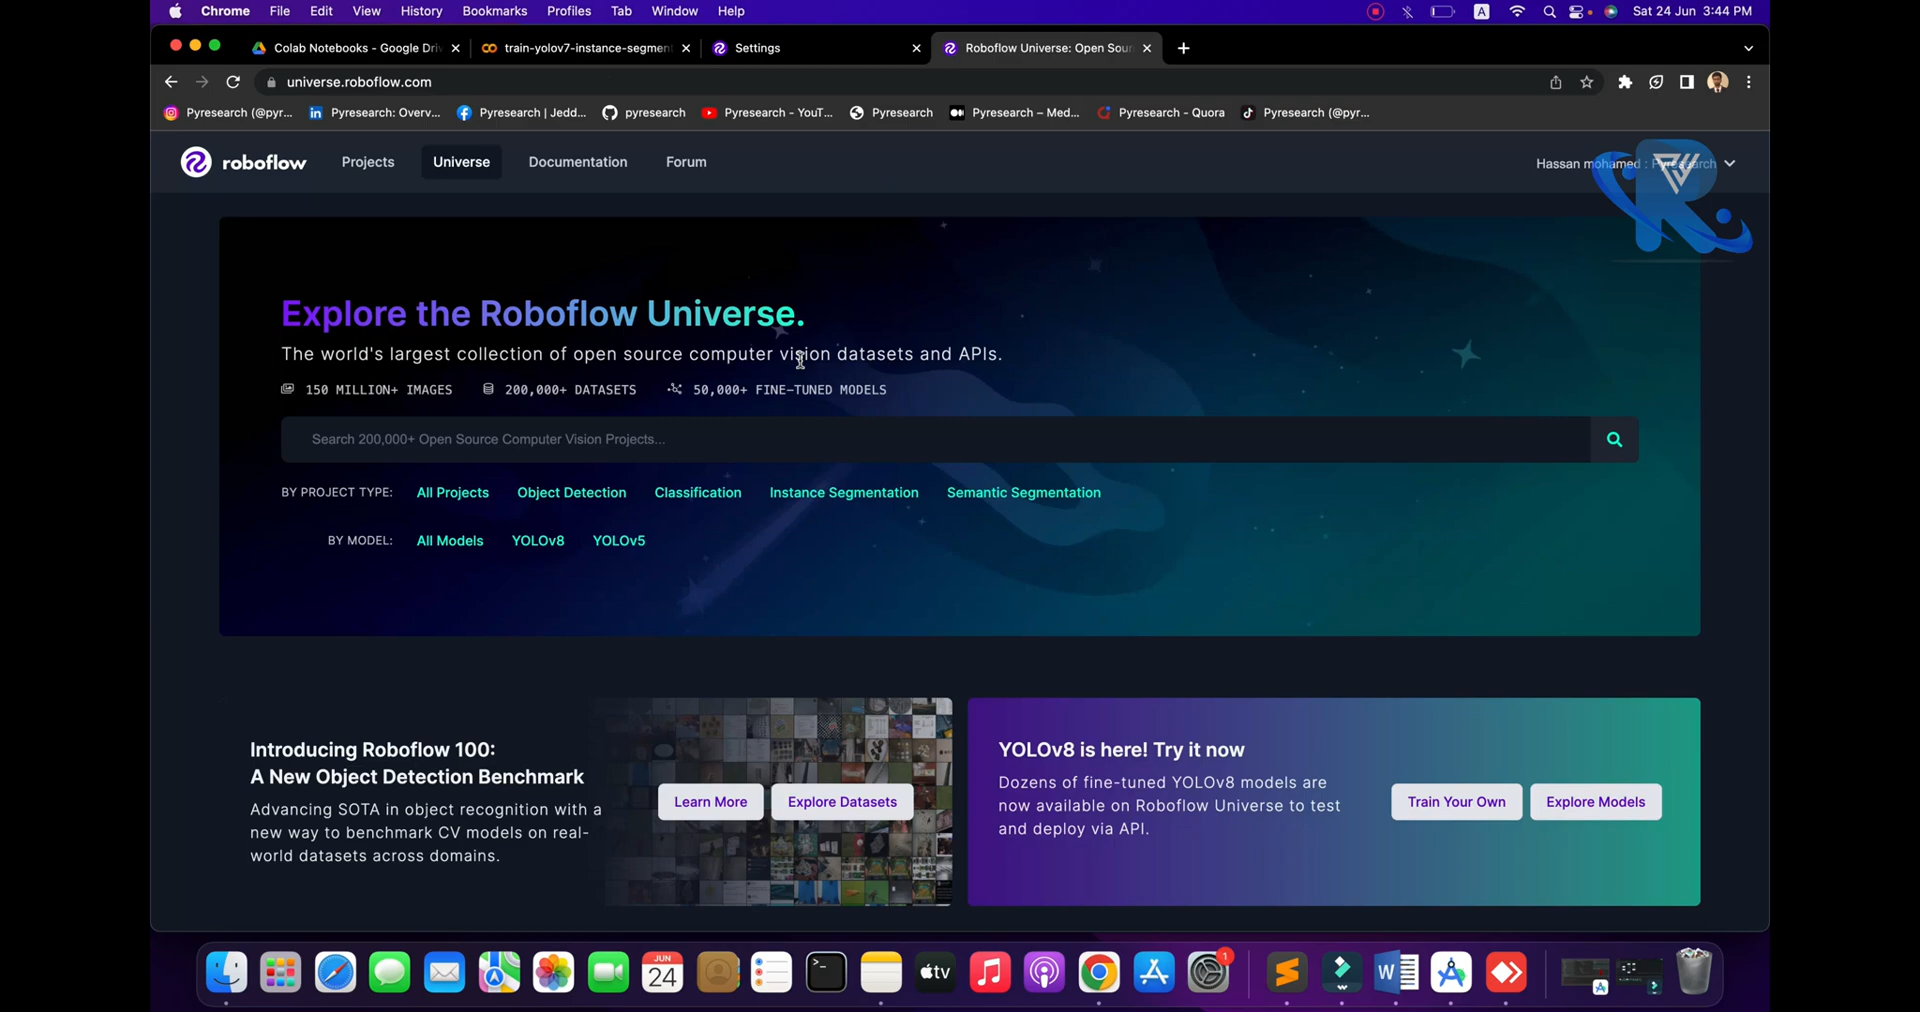 Chrome File Edit View History Bookmarks Profiles Tab Window Help
A Sat 24 Jun 3:44 PM
Colab Notebooks - Google Dri
train-yolov7-instance-segmen
Settings
Roboflow Universe: Open Sour
universe.roboflow.com
Pyresearch (@pyr...
Pyresearch: Overv...
Pyresearch | Jedd...
pyresearch
Pyresearch - YouT...
Pyresearch
Pyresearch – Med...
Pyresearch - Quora
Pyresearch (@pyr...
roboflow Projects Universe Documentation Forum
Hassan mohamed : Pyresearch
Explore the Roboflow Universe.
The world's largest collection of open source computer vision datasets and APIs.
150 MILLION+ IMAGES 200,000+ DATASETS 50,000+ FINE-TUNED MODELS
Search 200,000+ Open Source Computer Vision Projects...
BY PROJECT TYPE: All Projects Object Detection Classification Instance Segmentation Semantic Segmentation
BY MODEL: All Models YOLOv8 YOLOv5
Introducing Roboflow 100:
A New Object Detection Benchmark
Advancing SOTA in object recognition with a
new way to benchmark CV models on real-
world datasets across domains.
Learn More Explore Datasets
YOLOv8 is here! Try it now
Dozens of fine-tuned YOLOv8 models are
now available on Roboflow Universe to test
and deploy via API.
Train Your Own Explore Models
JUN
24
tv
1